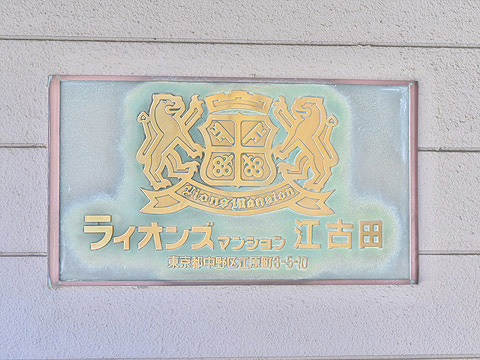 Lions Mansion
ライオンズマンション 江古田
東京都中野区江原町3-5-10